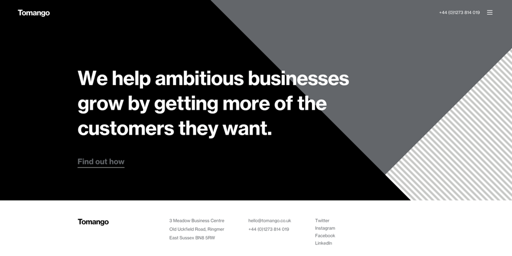 Tomango
+44 (0)1273 814 019
We help ambitious businesses
grow by getting more of the
customers they want.
Find out how
Tomango
3 Meadow Business Centre
Old Uckfield Road, Ringmer
East Sussex BN8 5RW
hello@tomango.co.uk
+44 (0)1273 814 019
Twitter
Instagram
Facebook
LinkedIn